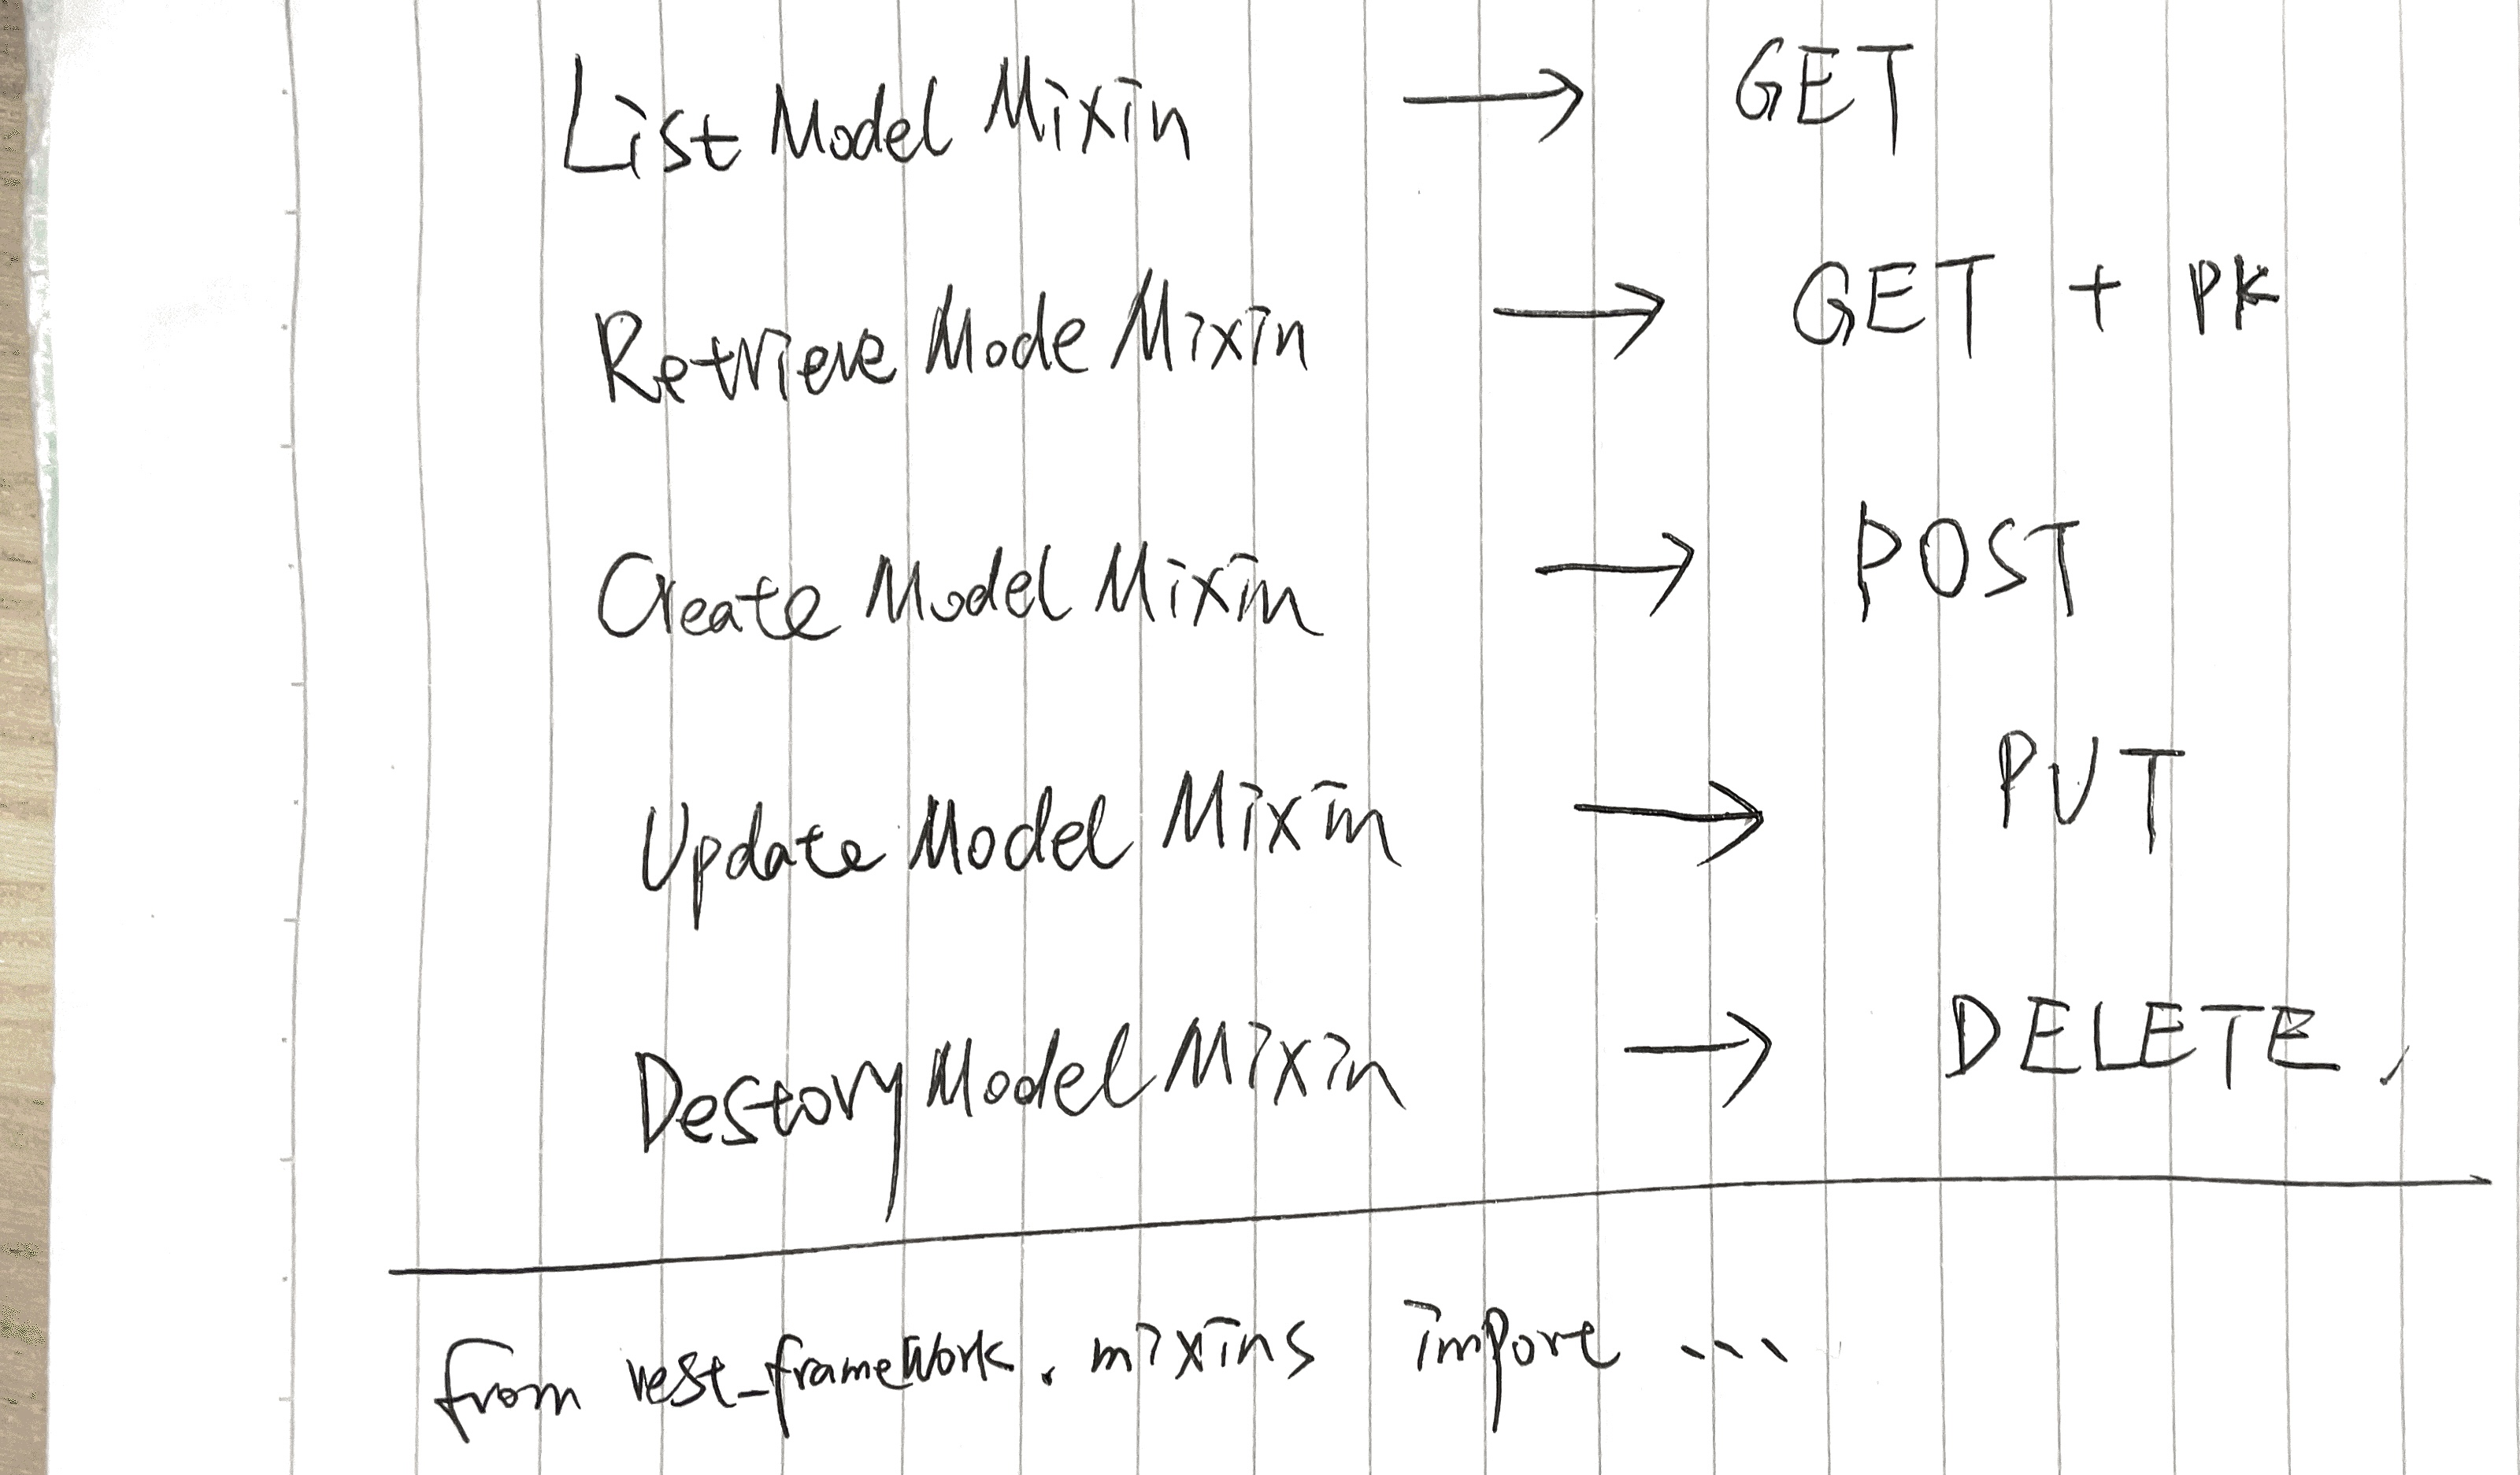 List Model Mixin → GET
Retrieve Mode Mixin → GET + PK
Create Model Mixin → POST
Update Model Mixin → PUT
Destory Model Mixin → DELETE,
from rest_framework. mixins import ...